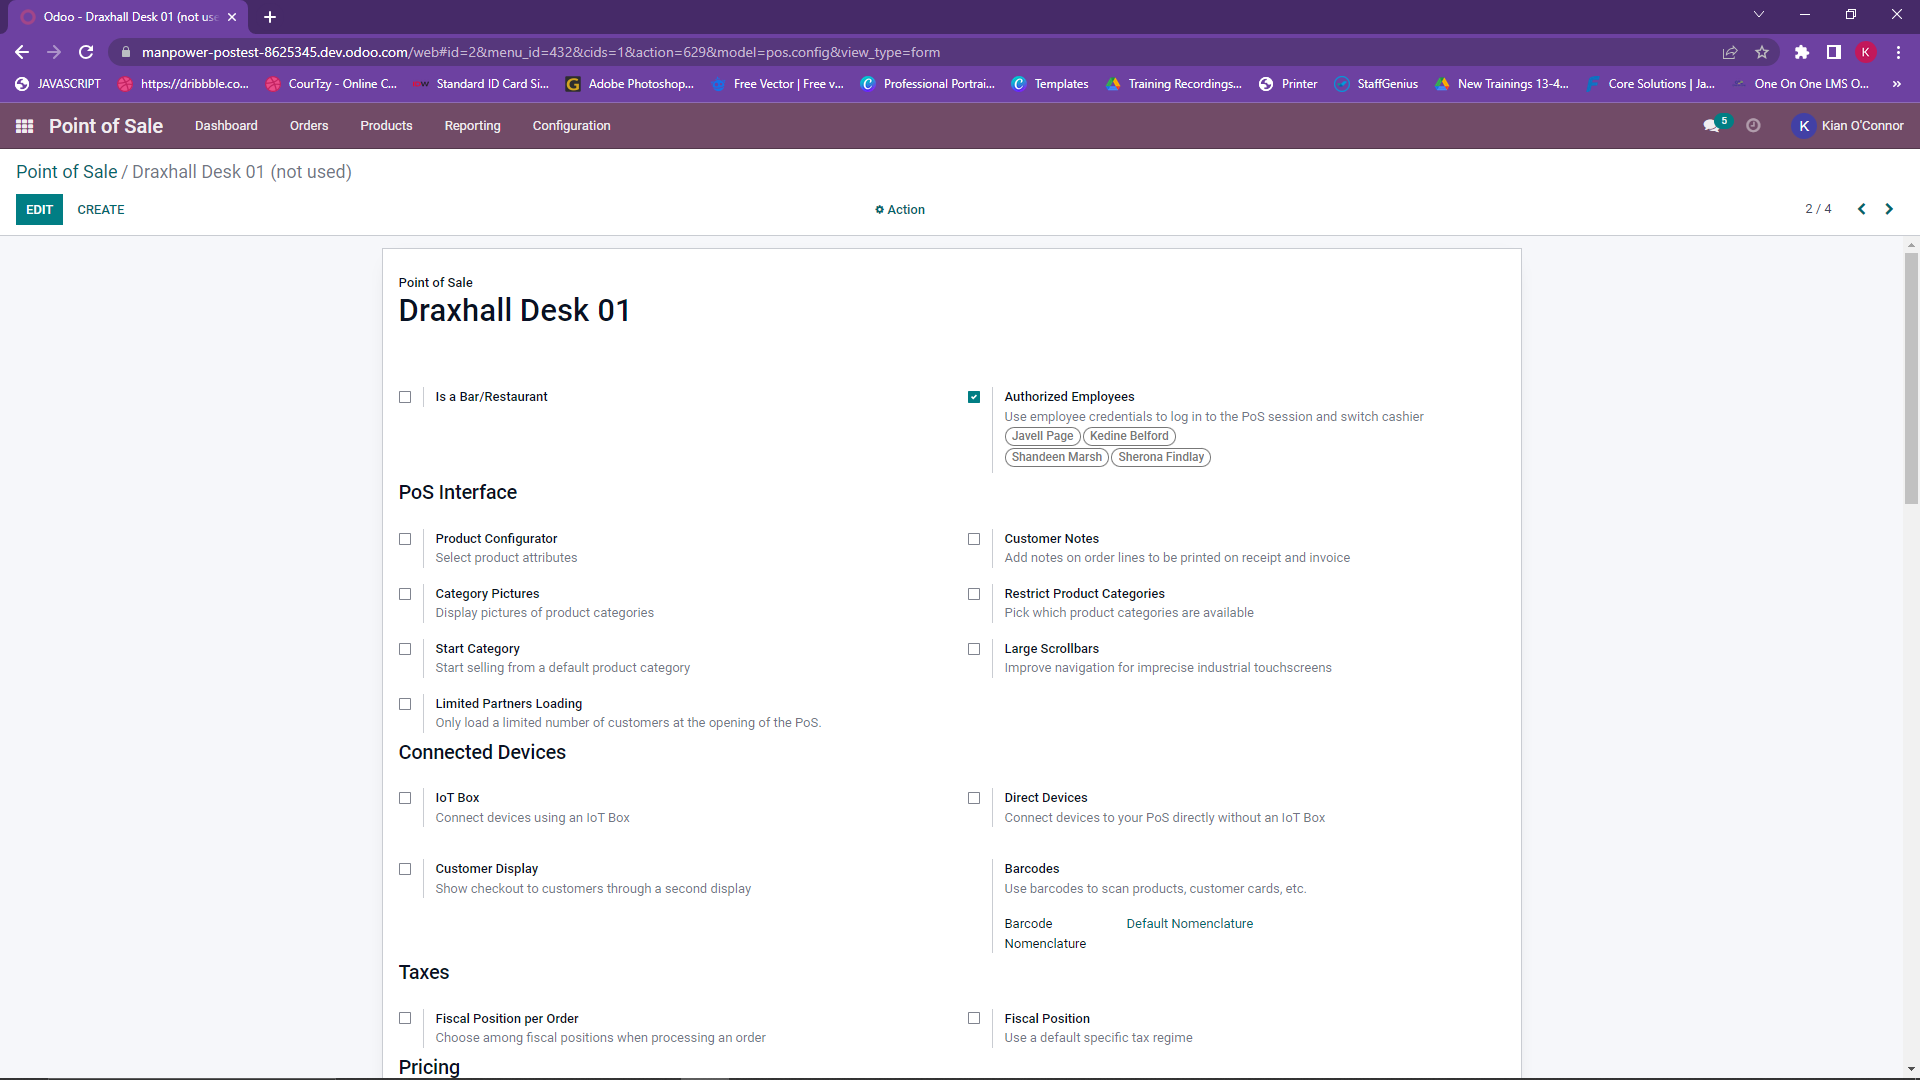 Odoo - Draxhall Desk 01 (not use
manpower-postest-8625345.dev.odoo.com/web#id=2&menu_id=432&cids=1&action=629&model=pos.config&view_type=form
K
JAVASCRIPT https://dribbble.co... CourTzy - Online C... Standard ID Card Si... Adobe Photoshop... Free Vector | Free v... Professional Portrai... Templates Training Recordings... Printer StaffGenius New Trainings 13-4... Core Solutions | Ja... One On One LMS O... »
Point of Sale Dashboard Orders Products Reporting Configuration 5 K Kian O'Connor
Point of Sale / Draxhall Desk 01 (not used)
EDIT CREATE Action 2 / 4
Point of Sale
Draxhall Desk 01
Is a Bar/Restaurant
Authorized Employees
Use employee credentials to log in to the PoS session and switch cashier
Javell Page Kedine Belford
Shandeen Marsh Sherona Findlay
PoS Interface
Product Configurator
Select product attributes
Customer Notes
Add notes on order lines to be printed on receipt and invoice
Category Pictures
Display pictures of product categories
Restrict Product Categories
Pick which product categories are available
Start Category
Start selling from a default product category
Large Scrollbars
Improve navigation for imprecise industrial touchscreens
Limited Partners Loading
Only load a limited number of customers at the opening of the PoS.
Connected Devices
IoT Box
Connect devices using an IoT Box
Direct Devices
Connect devices to your PoS directly without an IoT Box
Customer Display
Show checkout to customers through a second display
Barcodes
Use barcodes to scan products, customer cards, etc.
Barcode Nomenclature Default Nomenclature
Taxes
Fiscal Position per Order
Choose among fiscal positions when processing an order
Fiscal Position
Use a default specific tax regime
Pricing